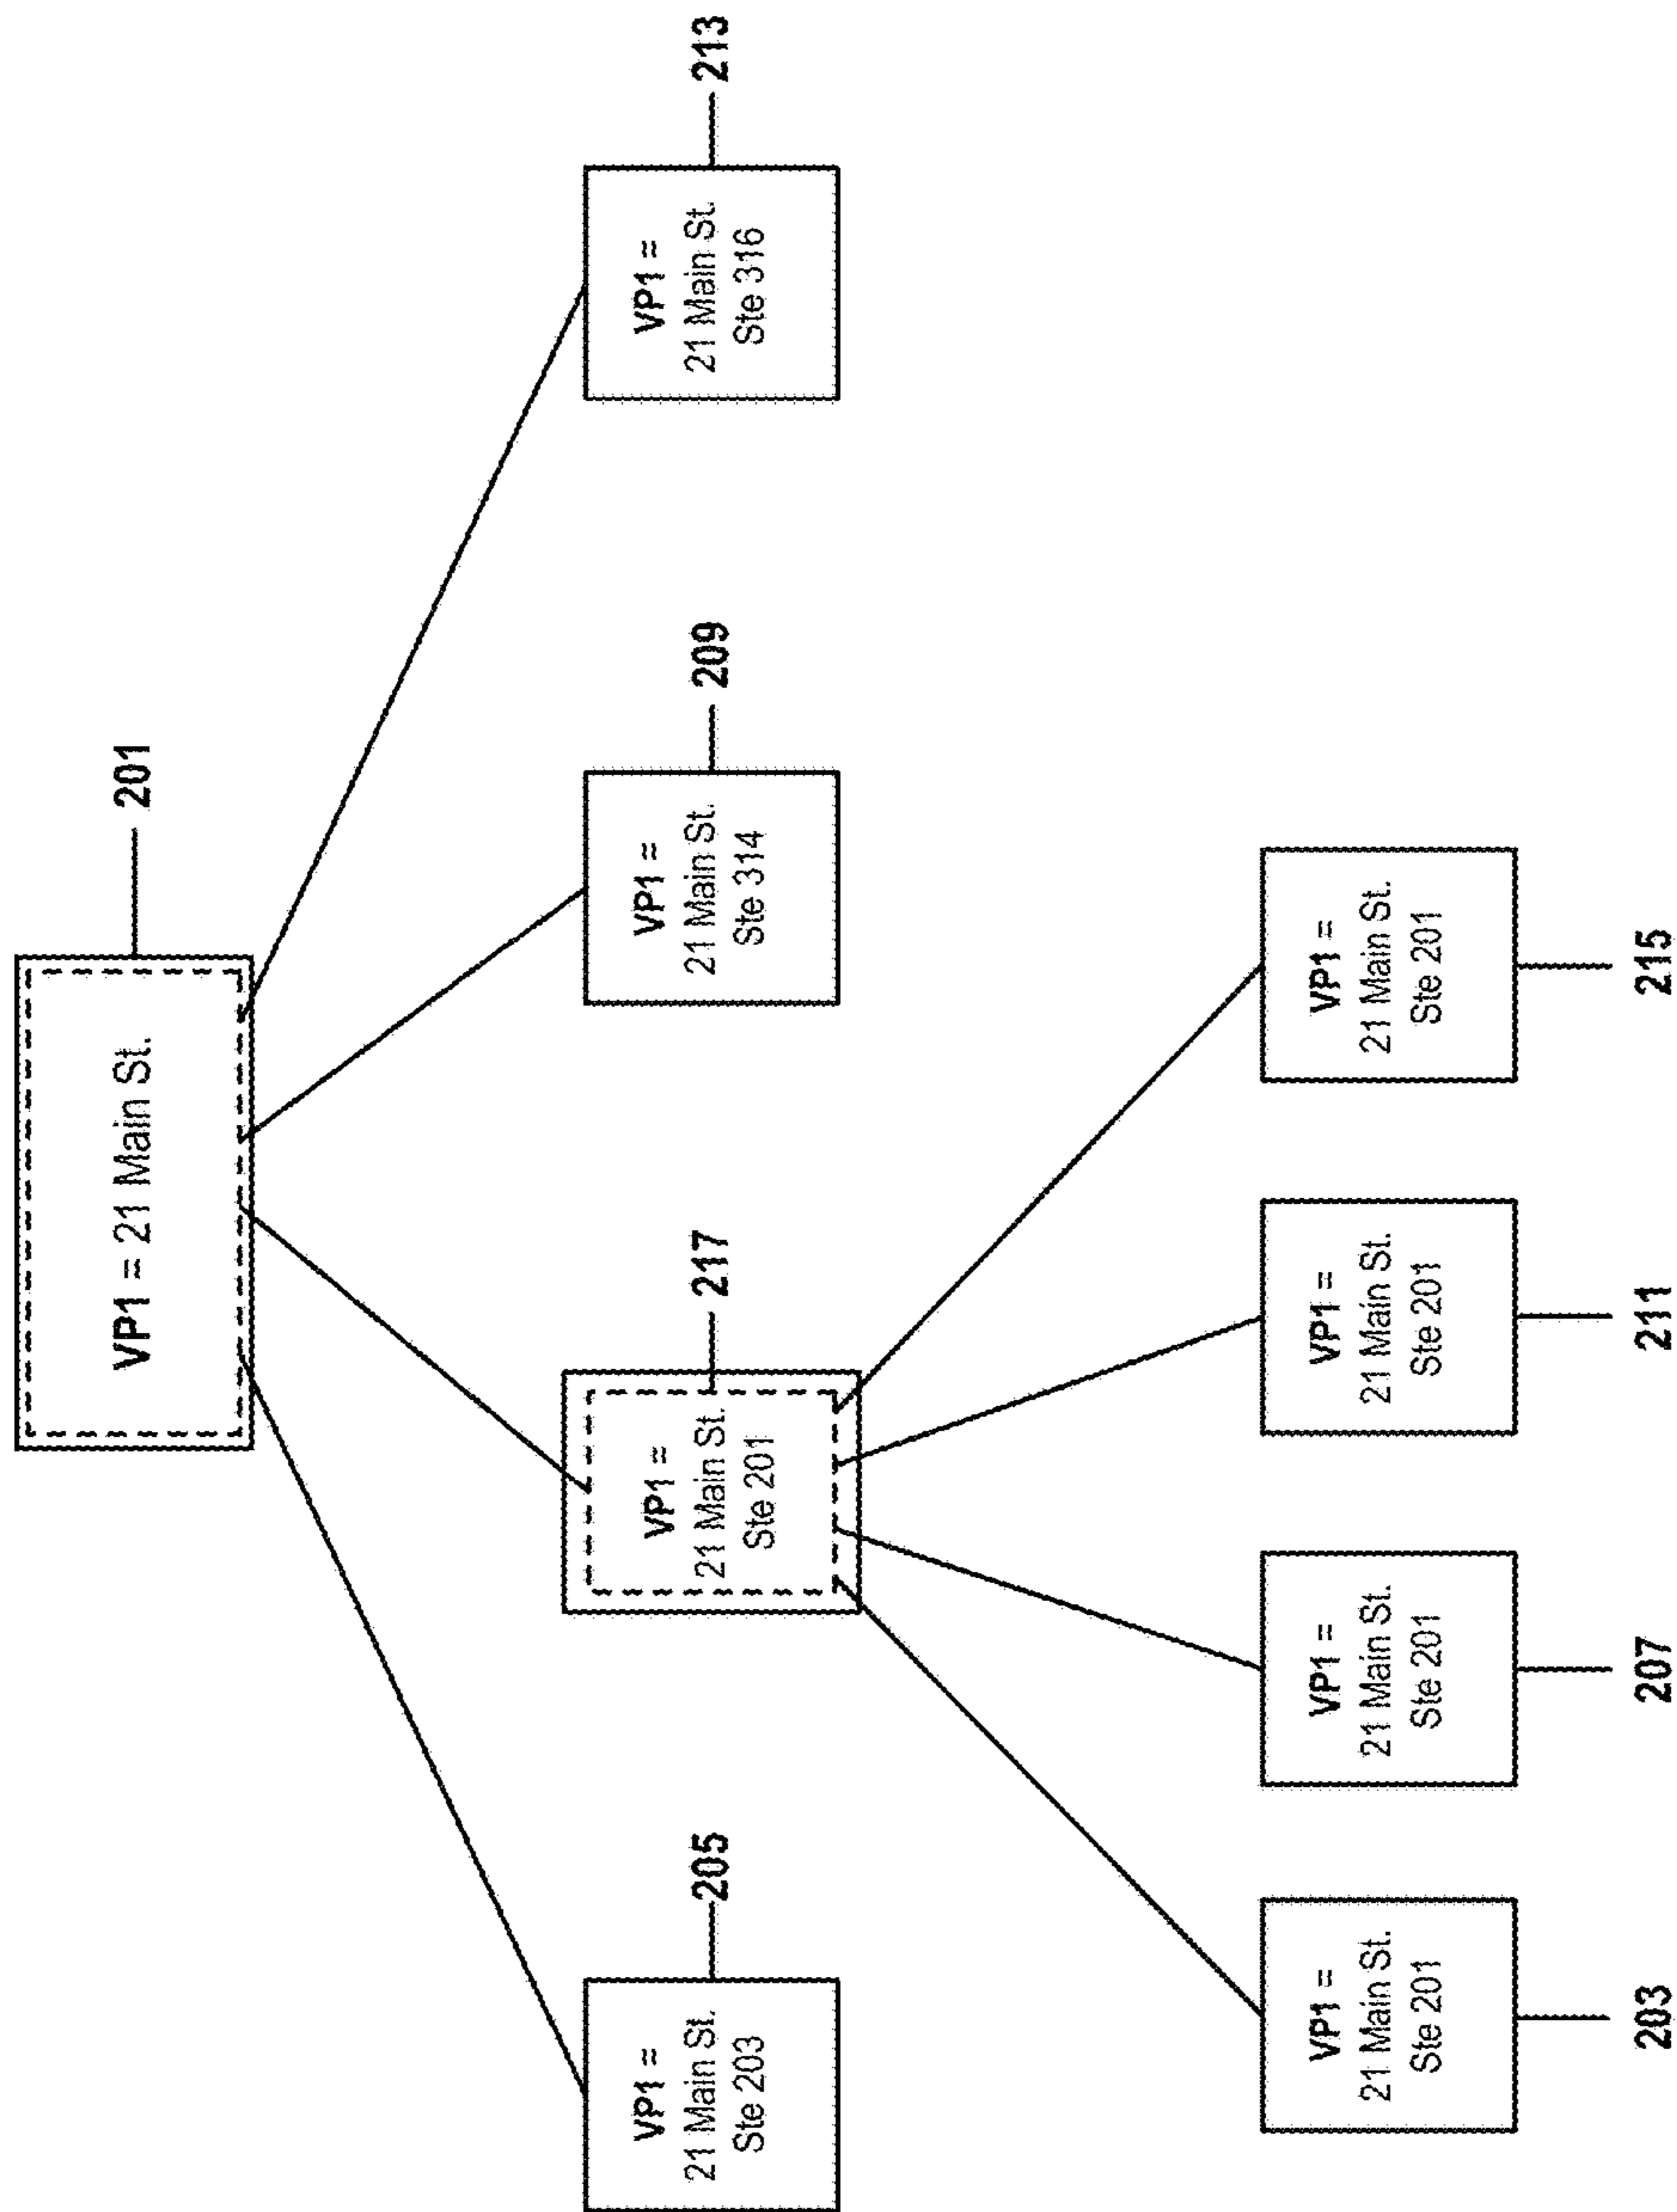 VP1 = 21 Main St.
201
VP1 =
21 Main St.
Ste 203
205
VP1 =
21 Main St.
Ste 201
217
VP1 =
21 Main St.
Ste 314
209
VP1 =
21 Main St.
Ste 316
213
VP1 =
21 Main St.
Ste 201
203
VP1 =
21 Main St.
Ste 201
207
VP1 =
21 Main St.
Ste 201
211
VP1 =
21 Main St.
Ste 201
215